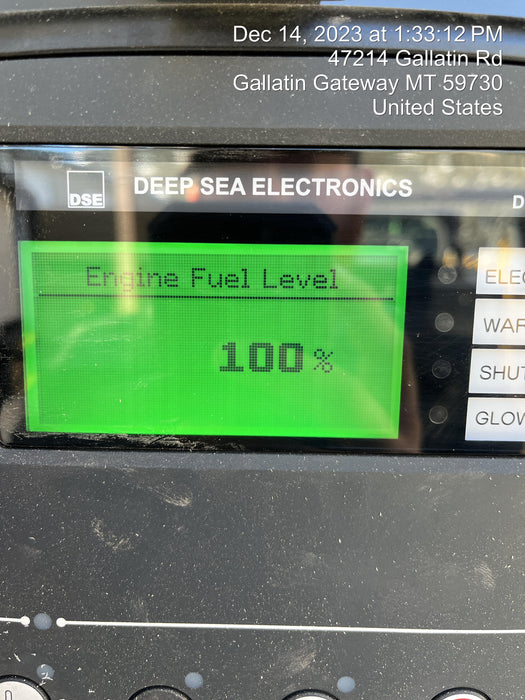 Dec 14, 2023 at 1:33:12 PM
47214 Gallatin Rd
Gallatin Gateway MT 59730
United States
DSE
DEEP SEA ELECTRONICS
Engine Fuel Level
100 %